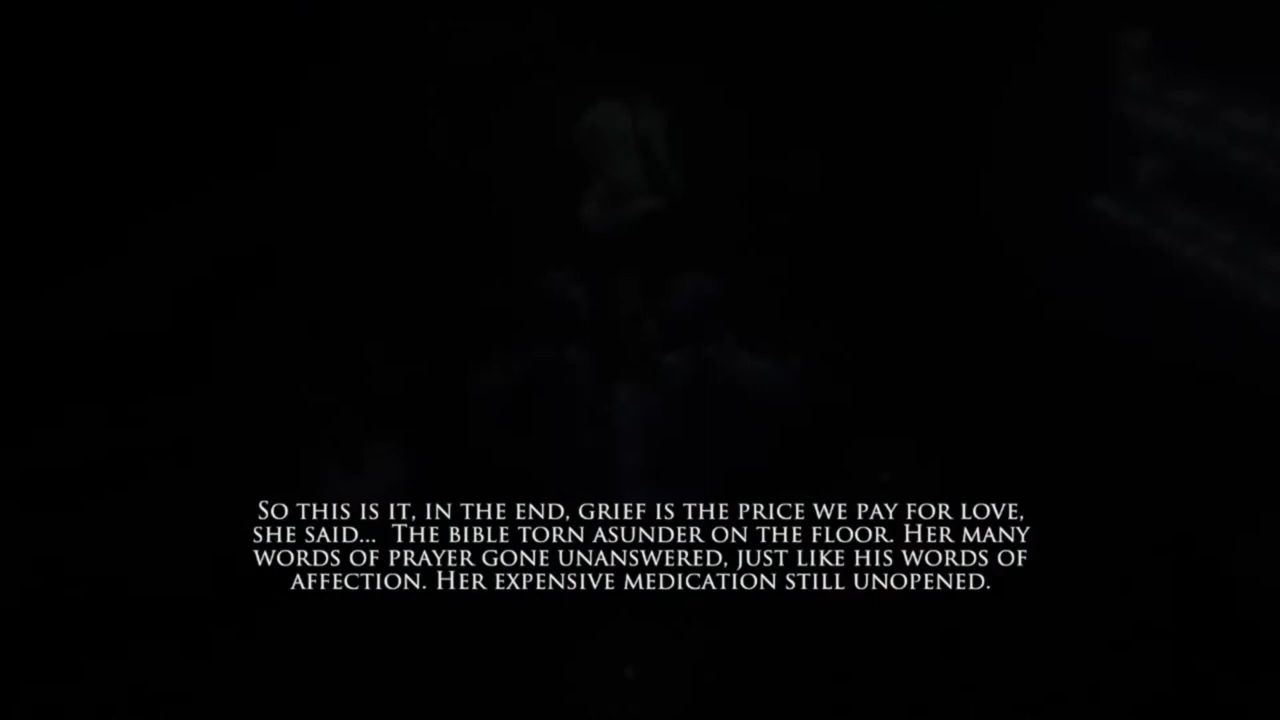 So this is it, in the end, grief is the price we pay for love,
she said...  The bible torn asunder on the floor. Her many
words of prayer gone unanswered, just like his words of
affection. Her expensive medication still unopened.